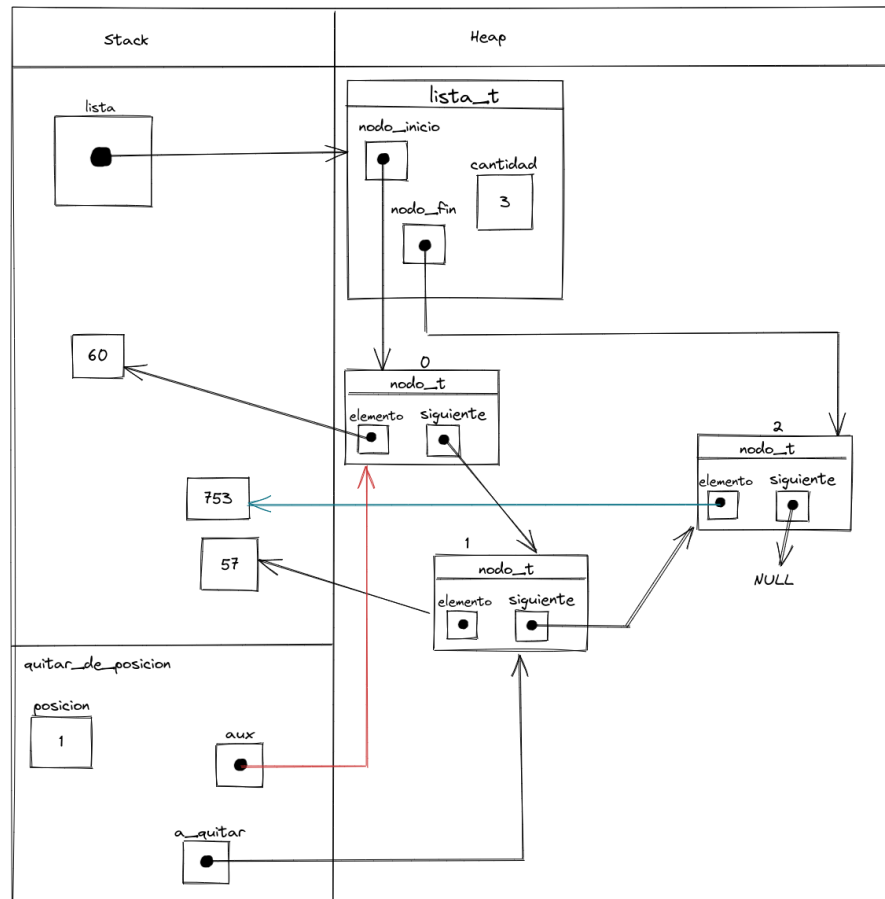 Stack
Heap
lista
lista_t
nodo_inicio
cantidad
3
nodo_fin
60
0
nodo_t
elemento
siguiente
2
nodo_t
elemento
siguiente
NULL
753
57
1
nodo_t
elemento
siguiente
quitar_de_posicion
posicion
1
aux
a_quitar